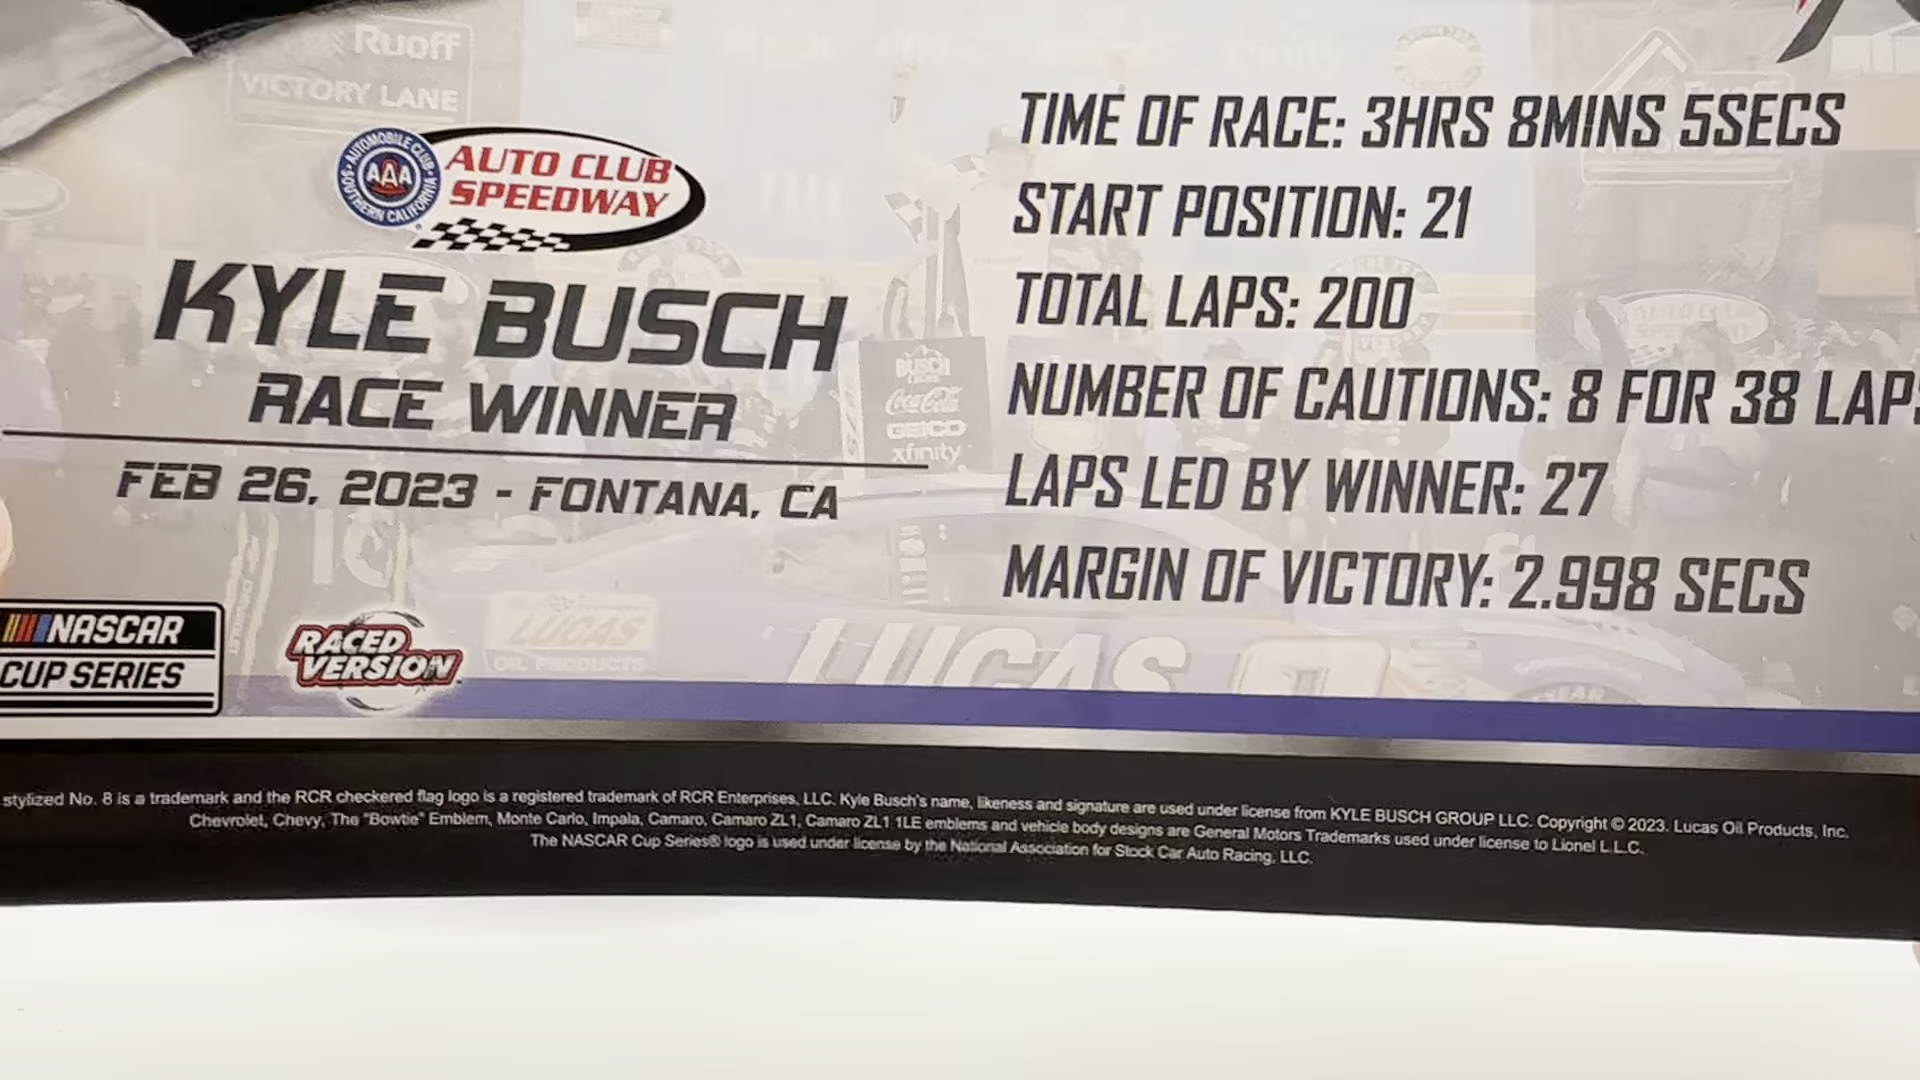 Ruoff
VICTORY LANE
AUTOMOBILE CLUB
AAA
SOUTHERN CALIFORNIA
AUTO CLUB
SPEEDWAY
KYLE BUSCH
RACE WINNER
FEB 26, 2023 - FONTANA, CA
TIME OF RACE: 3HRS 8MINS 5SECS
START POSITION: 21
TOTAL LAPS: 200
NUMBER OF CAUTIONS: 8 FOR 38 LAPS
LAPS LED BY WINNER: 27
MARGIN OF VICTORY: 2.998 SECS
BUSCH
Coca-Cola
GEICO
xfinity
NASCAR
CUP SERIES
RACED
VERSION
LUCAS
OIL PRODUCTS
LUCAS
stylized No. 8 is a trademark and the RCR checkered flag logo is a registered trademark of RCR Enterprises, LLC. Kyle Busch's name, likeness and signature are used under license from KYLE BUSCH GROUP LLC. Copyright © 2023. Lucas Oil Products, Inc.
Chevrolet, Chevy, The "Bowtie" Emblem, Monte Carlo, Impala, Camaro, Camaro ZL1, Camaro ZL1 1LE emblems and vehicle body designs are General Motors Trademarks used under license to Lionel L.L.C.
The NASCAR Cup Series® logo is used under license by the National Association for Stock Car Auto Racing, LLC.